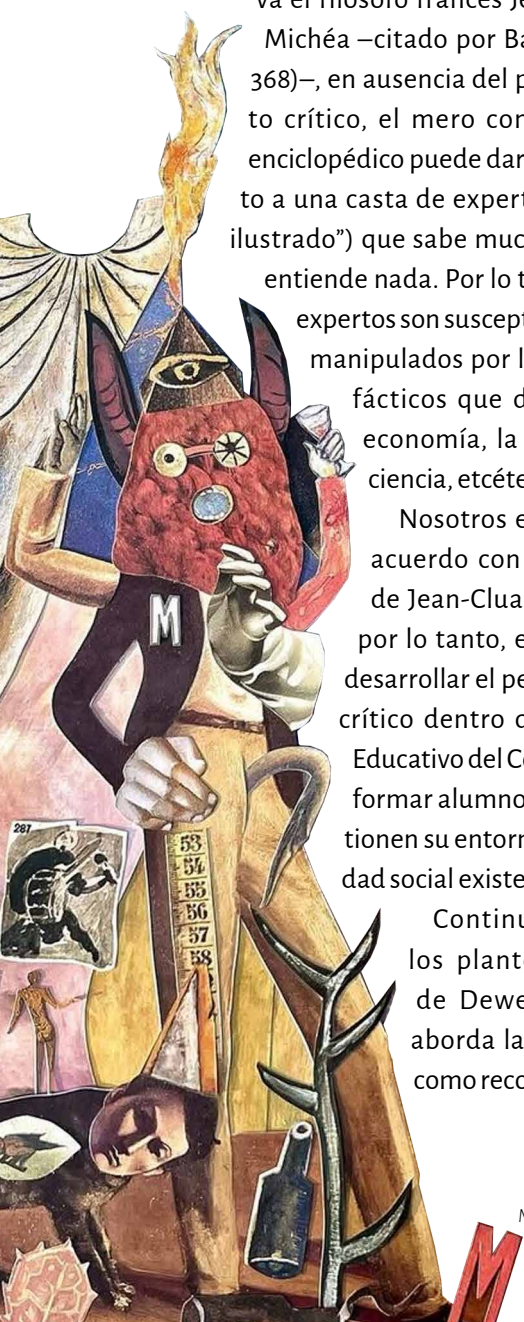 va el filósofo francés Je
Michéa –citado por Ba
368)–, en ausencia del p
to crítico, el mero con
enciclopédico puede dar
to a una casta de expert
ilustrado”) que sabe muc
entiende nada. Por lo t
expertos son suscept
manipulados por l
fácticos que d
economía, la
ciencia, etcéte
Nosotros e
acuerdo con
de Jean-Clua
por lo tanto, e
desarrollar el pe
crítico dentro d
Educativo del Co
formar alumno
tionen su entorn
dad social existe
Continu
los plante
de Dewe
aborda la
como reco
M
287
53
54
55
56
57
58
M
M